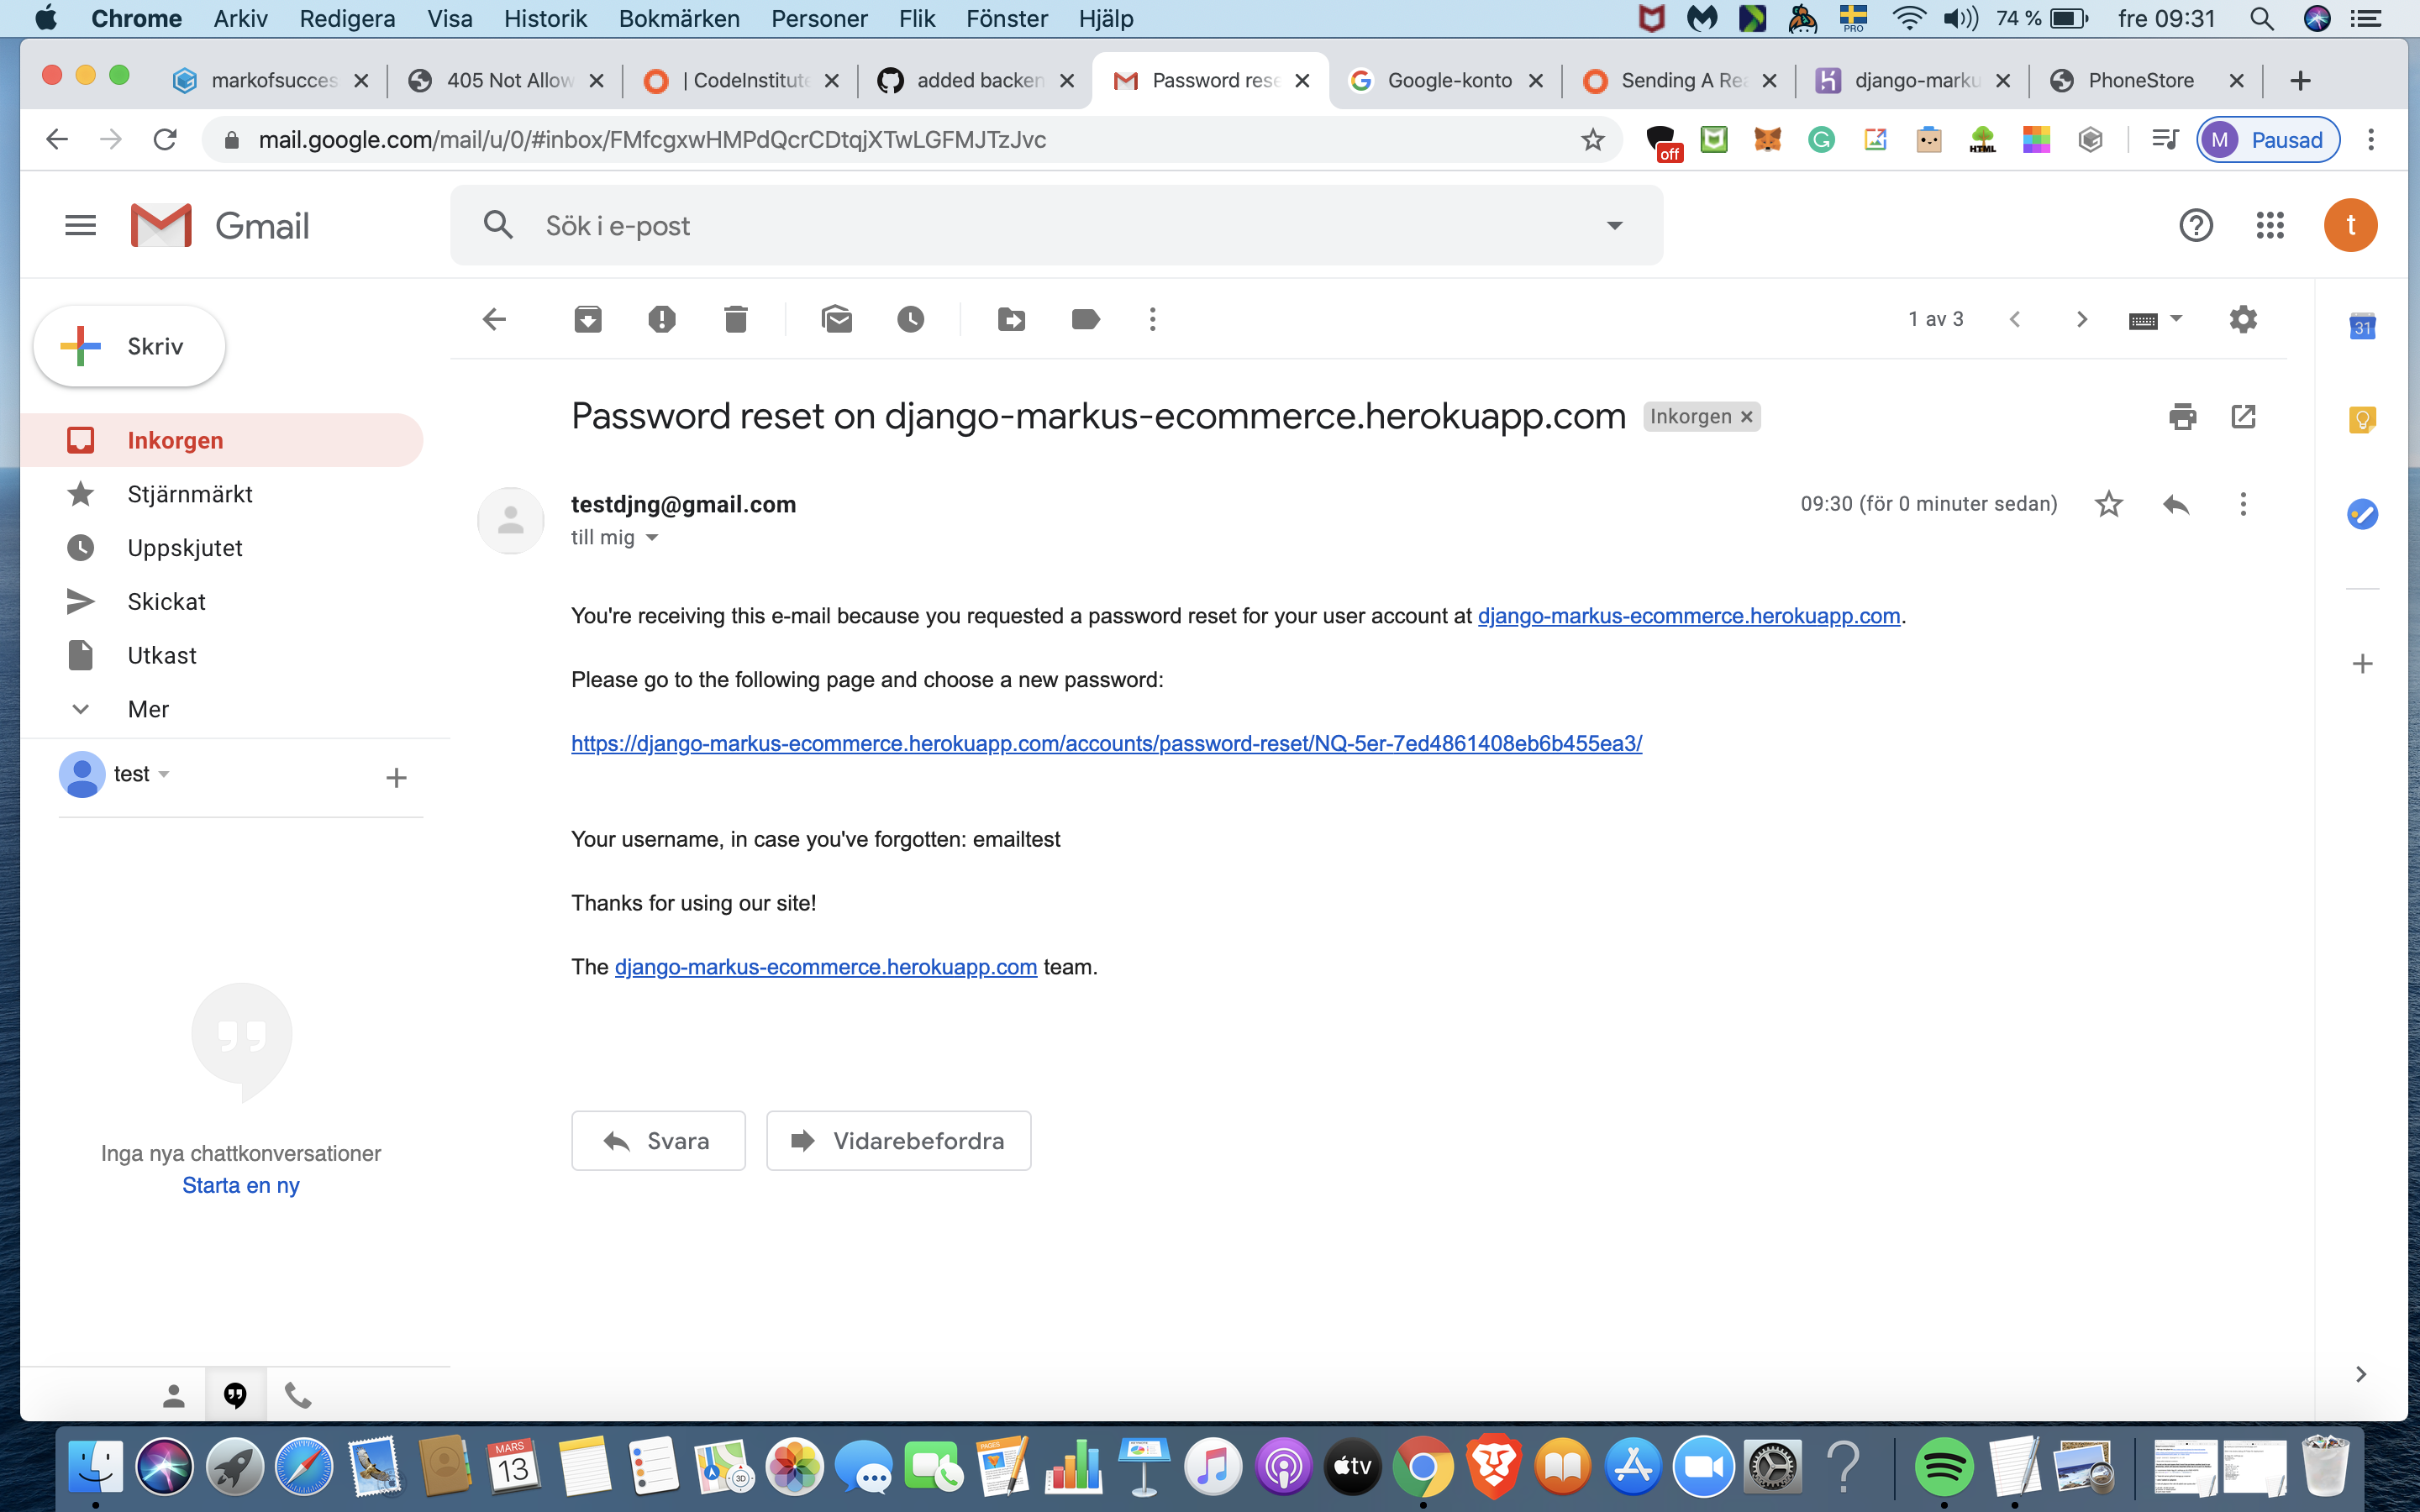 Chrome Arkiv Redigera Visa Historik Bokmärken Personer Flik Fönster Hjälp PRO 74 % fre 09:31
markofsucces 405 Not Allow | CodeInstitute added backen Password rese Google-konto Sending A Rea django-marku PhoneStore
mail.google.com/mail/u/0/#inbox/FMfcgxwHMPdQcrCDtqjXTwLGFMJTzJvc off HTML M Pausad
Gmail Sök i e-post t
Skriv 1 av 3 31
Password reset on django-markus-ecommerce.herokuapp.com Inkorgen
Inkorgen
Stjärnmärkt
Uppskjutet
Skickat
Utkast
Mer
test
testdjng@gmail.com 09:30 (för 0 minuter sedan)
till mig
You're receiving this e-mail because you requested a password reset for your user account at django-markus-ecommerce.herokuapp.com.
Please go to the following page and choose a new password:
https://django-markus-ecommerce.herokuapp.com/accounts/password-reset/NQ-5er-7ed4861408eb6b455ea3/
Your username, in case you've forgotten: emailtest
Thanks for using our site!
The django-markus-ecommerce.herokuapp.com team.
Inga nya chattkonversationer
Starta en ny
Svara Vidarebefordra
MARS
13
3D
PAGES
tv